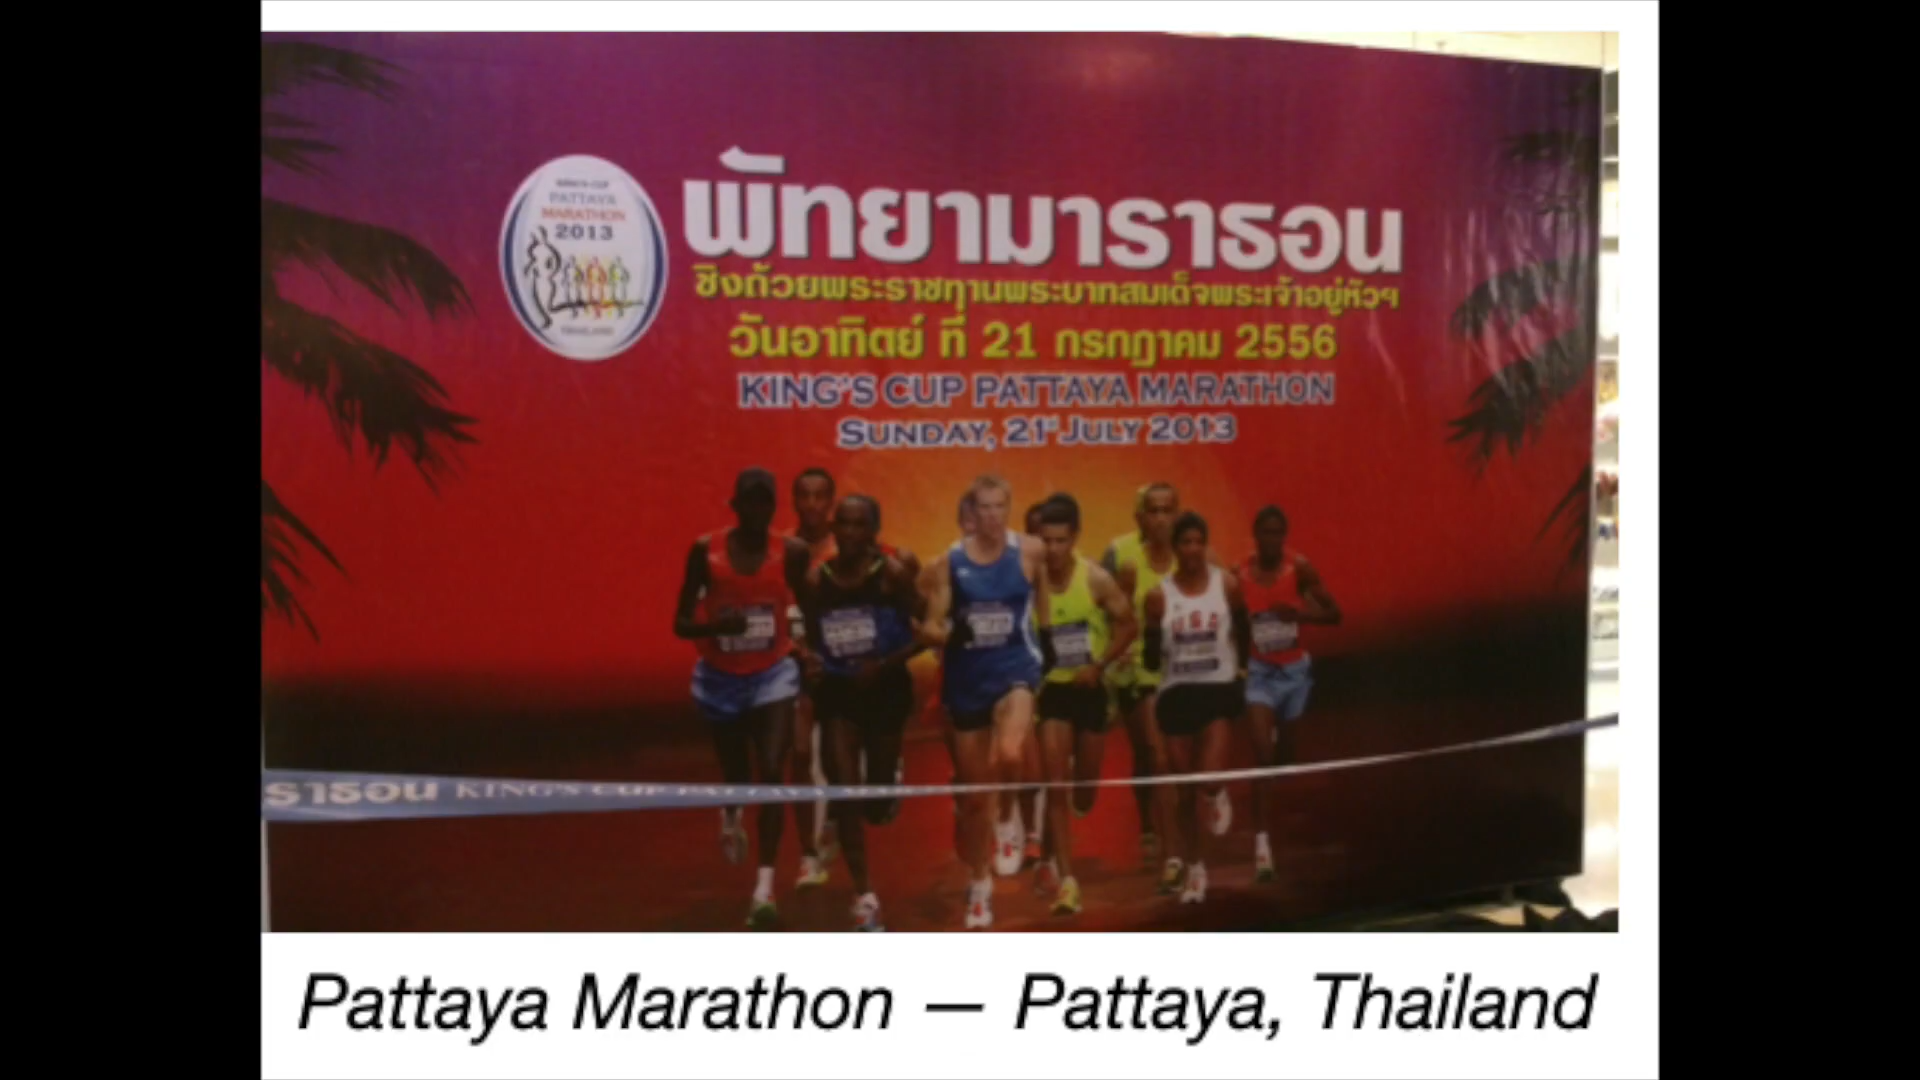 KING'S CUP
PATTAYA
MARATHON
2013
THAILAND
พัทยามาราธอน
ชิงถ้วยพระราชทานพระบาทสมเด็จพระเจ้าอยู่หัวฯ
วันอาทิตย์ ที่ 21 กรกฎาคม 2556
KING'S CUP PATTAYA MARATHON
SUNDAY, 21st JULY 2013
USA
ราธอน KING'S CUP PATTAYA
Pattaya Marathon — Pattaya, Thailand